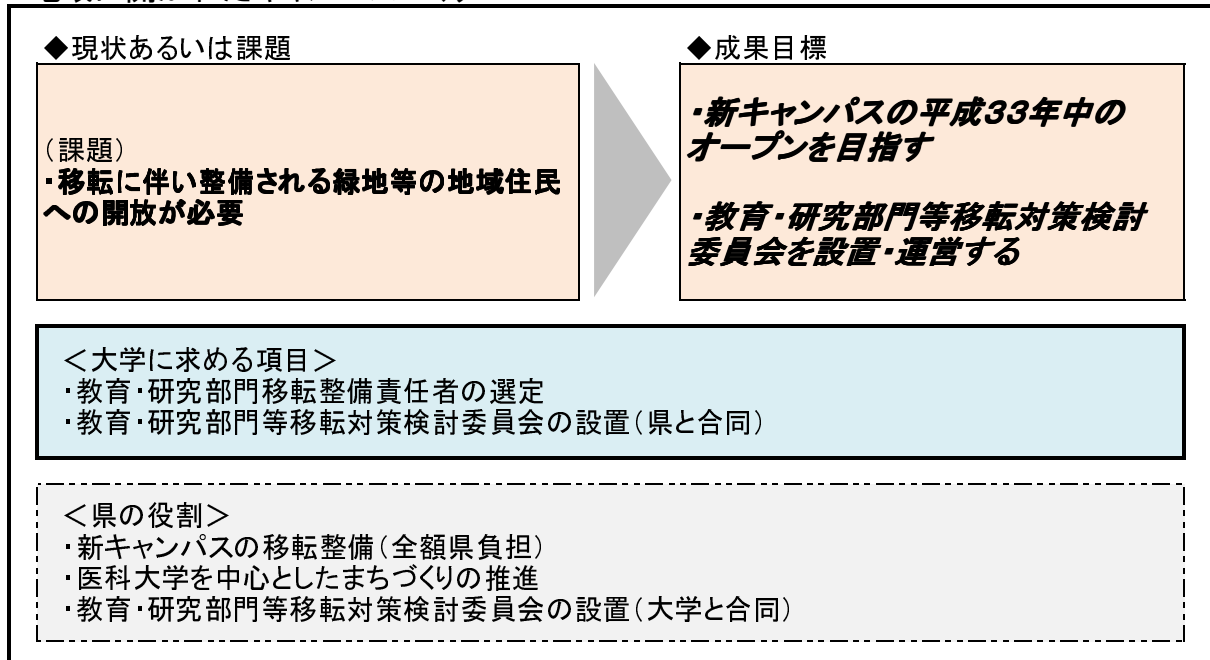 ◆現状あるいは課題
(課題)
・移転に伴い整備される緑地等の地域住民
への開放が必要
◆成果目標
・新キャンパスの平成33年中の
オープンを目指す
・教育・研究部門等移転対策検討
委員会を設置・運営する
<大学に求める項目>
・教育・研究部門移転整備責任者の選定
・教育・研究部門等移転対策検討委員会の設置(県と合同)
<県の役割>
・新キャンパスの移転整備(全額県負担)
・医科大学を中心としたまちづくりの推進
・教育・研究部門等移転対策検討委員会の設置(大学と合同)